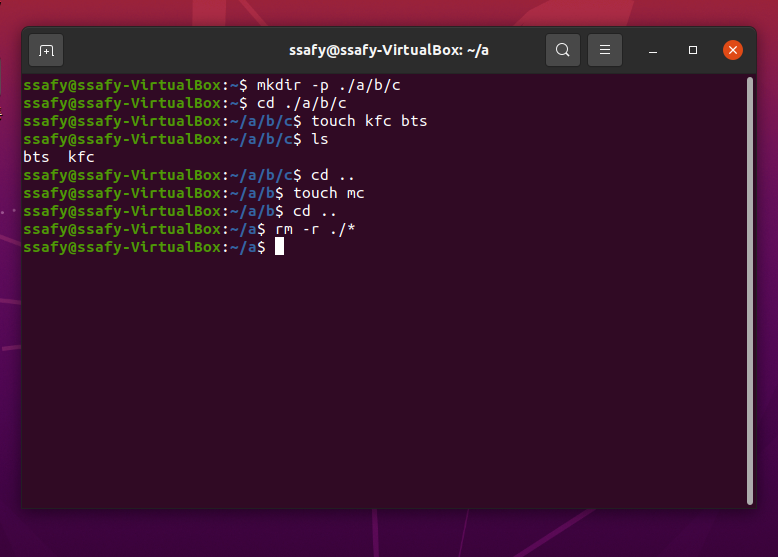 ssafy@ssafy-VirtualBox: ~/a
ssafy@ssafy-VirtualBox:~$ mkdir -p ./a/b/c
ssafy@ssafy-VirtualBox:~$ cd ./a/b/c
ssafy@ssafy-VirtualBox:~/a/b/c$ touch kfc bts
ssafy@ssafy-VirtualBox:~/a/b/c$ ls
bts  kfc
ssafy@ssafy-VirtualBox:~/a/b/c$ cd ..
ssafy@ssafy-VirtualBox:~/a/b$ touch mc
ssafy@ssafy-VirtualBox:~/a/b$ cd ..
ssafy@ssafy-VirtualBox:~/a$ rm -r ./*
ssafy@ssafy-VirtualBox:~/a$